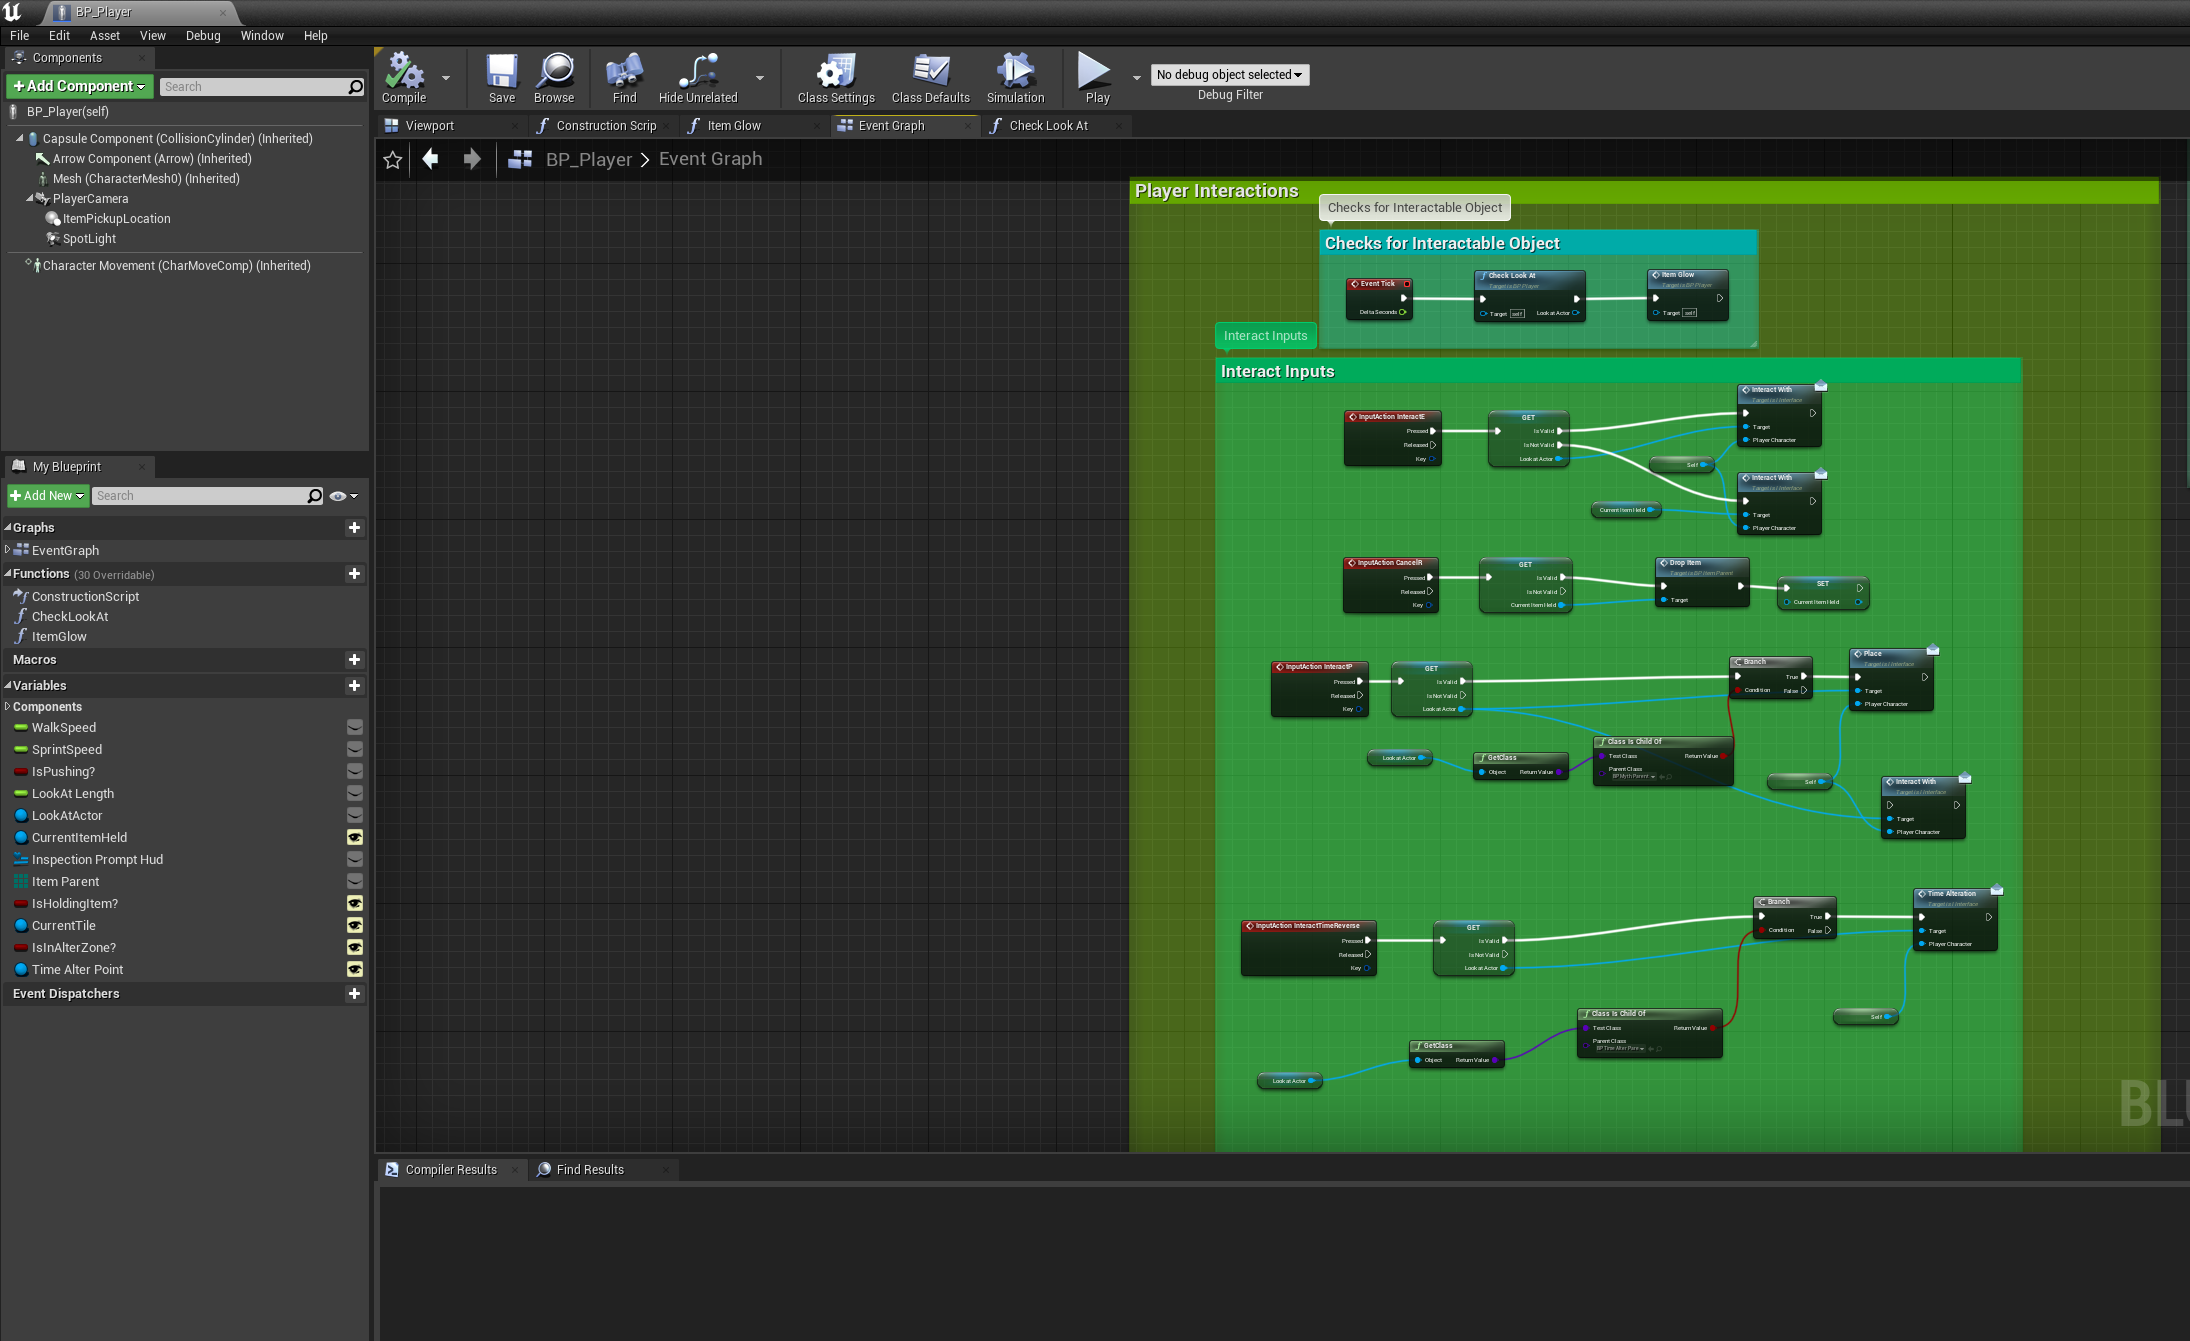 BP_Player
File Edit Asset View Debug Window Help
Components
+Add Component
Search
BP_Player(self)
Capsule Component (CollisionCylinder) (Inherited)
Arrow Component (Arrow) (Inherited)
Mesh (CharacterMesh0) (Inherited)
PlayerCamera
ItemPickupLocation
SpotLight
Character Movement (CharMoveComp) (Inherited)
My Blueprint
+Add New
Search
Graphs
EventGraph
Functions (30 Overridable)
ConstructionScript
CheckLookAt
ItemGlow
Macros
Variables
Components
WalkSpeed
SprintSpeed
IsPushing?
LookAt Length
LookAtActor
CurrentItemHeld
Inspection Prompt Hud
Item Parent
IsHoldingItem?
CurrentTile
IsInAlterZone?
Time Alter Point
Event Dispatchers
Compile
Save
Browse
Find
Hide Unrelated
Class Settings
Class Defaults
Simulation
Play
No debug object selected
Debug Filter
Viewport
Construction Scrip
Item Glow
Event Graph
Check Look At
BP_Player > Event Graph
Player Interactions
Checks for Interactable Object
Checks for Interactable Object
Event Tick
Delta Seconds
Check Look At
Target is BP Player
Target self
Look at Actor
Item Glow
Target is BP Player
Target self
Interact Inputs
Interact Inputs
InputAction InteractE
Pressed
Released
Key
GET
Is Valid
Is Not Valid
Look at Actor
Interact With
Target is I Interface
Target
Player Character
Self
Interact With
Target is I Interface
Target
Player Character
Current Item Held
InputAction CancelR
Pressed
Released
Key
GET
Is Valid
Is Not Valid
Current Item Held
Drop Item
Target is BP Item Parent
Target
SET
Current Item Held
InputAction InteractP
Pressed
Released
Key
GET
Is Valid
Is Not Valid
Look at Actor
Branch
True
Condition
False
Place
Target is I Interface
Target
Player Character
Look at Actor
GetClass
Object
Return Value
Class Is Child Of
Test Class
Return Value
Parent Class
BP Myth Parent
Self
Interact With
Target is I Interface
Target
Player Character
InputAction InteractTimeReverse
Pressed
Released
Key
GET
Is Valid
Is Not Valid
Look at Actor
Branch
True
Condition
False
Time Alteration
Target is I Interface
Target
Player Character
Self
Class Is Child Of
Test Class
Return Value
Parent Class
BP Time Alter Pare
GetClass
Object
Return Value
Look at Actor
Compiler Results
Find Results